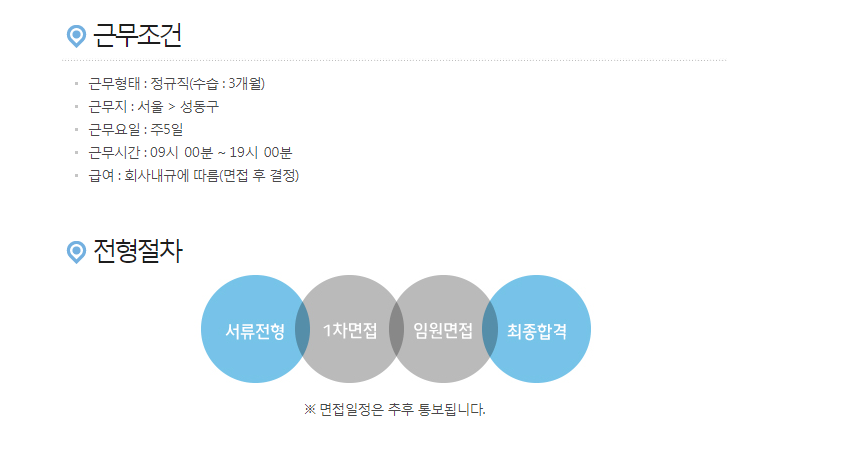 근무조건
근무형태 : 정규직(수습 : 3개월)
근무지 : 서울 > 성동구
근무요일 : 주5일
근무시간 : 09시 00분 ~ 19시 00분
급여 : 회사내규에 따름(면접 후 결정)
전형절차
서류전형 1차면접 임원면접 최종합격
※ 면접일정은 추후 통보됩니다.